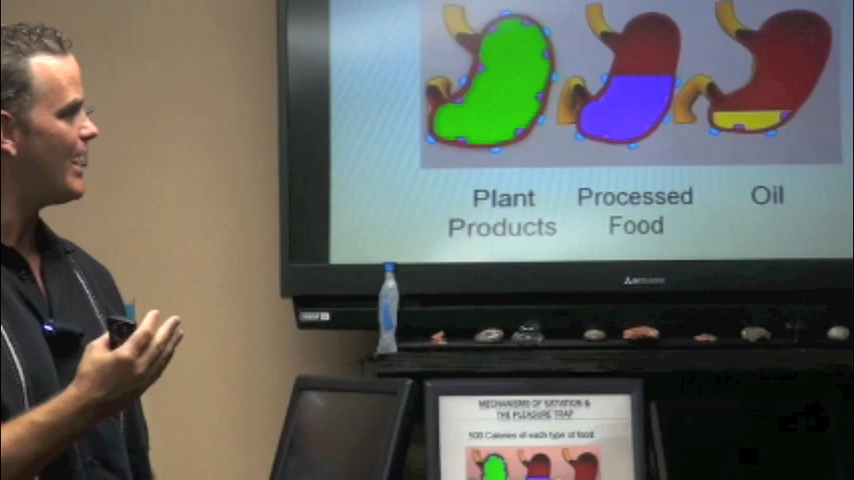 Plant
Products
Processed
Food
Oil
MITSUBISHI
MECHANISMS OF SATIATION &
THE PLEASURE TRAP
500 Calories of each type of food